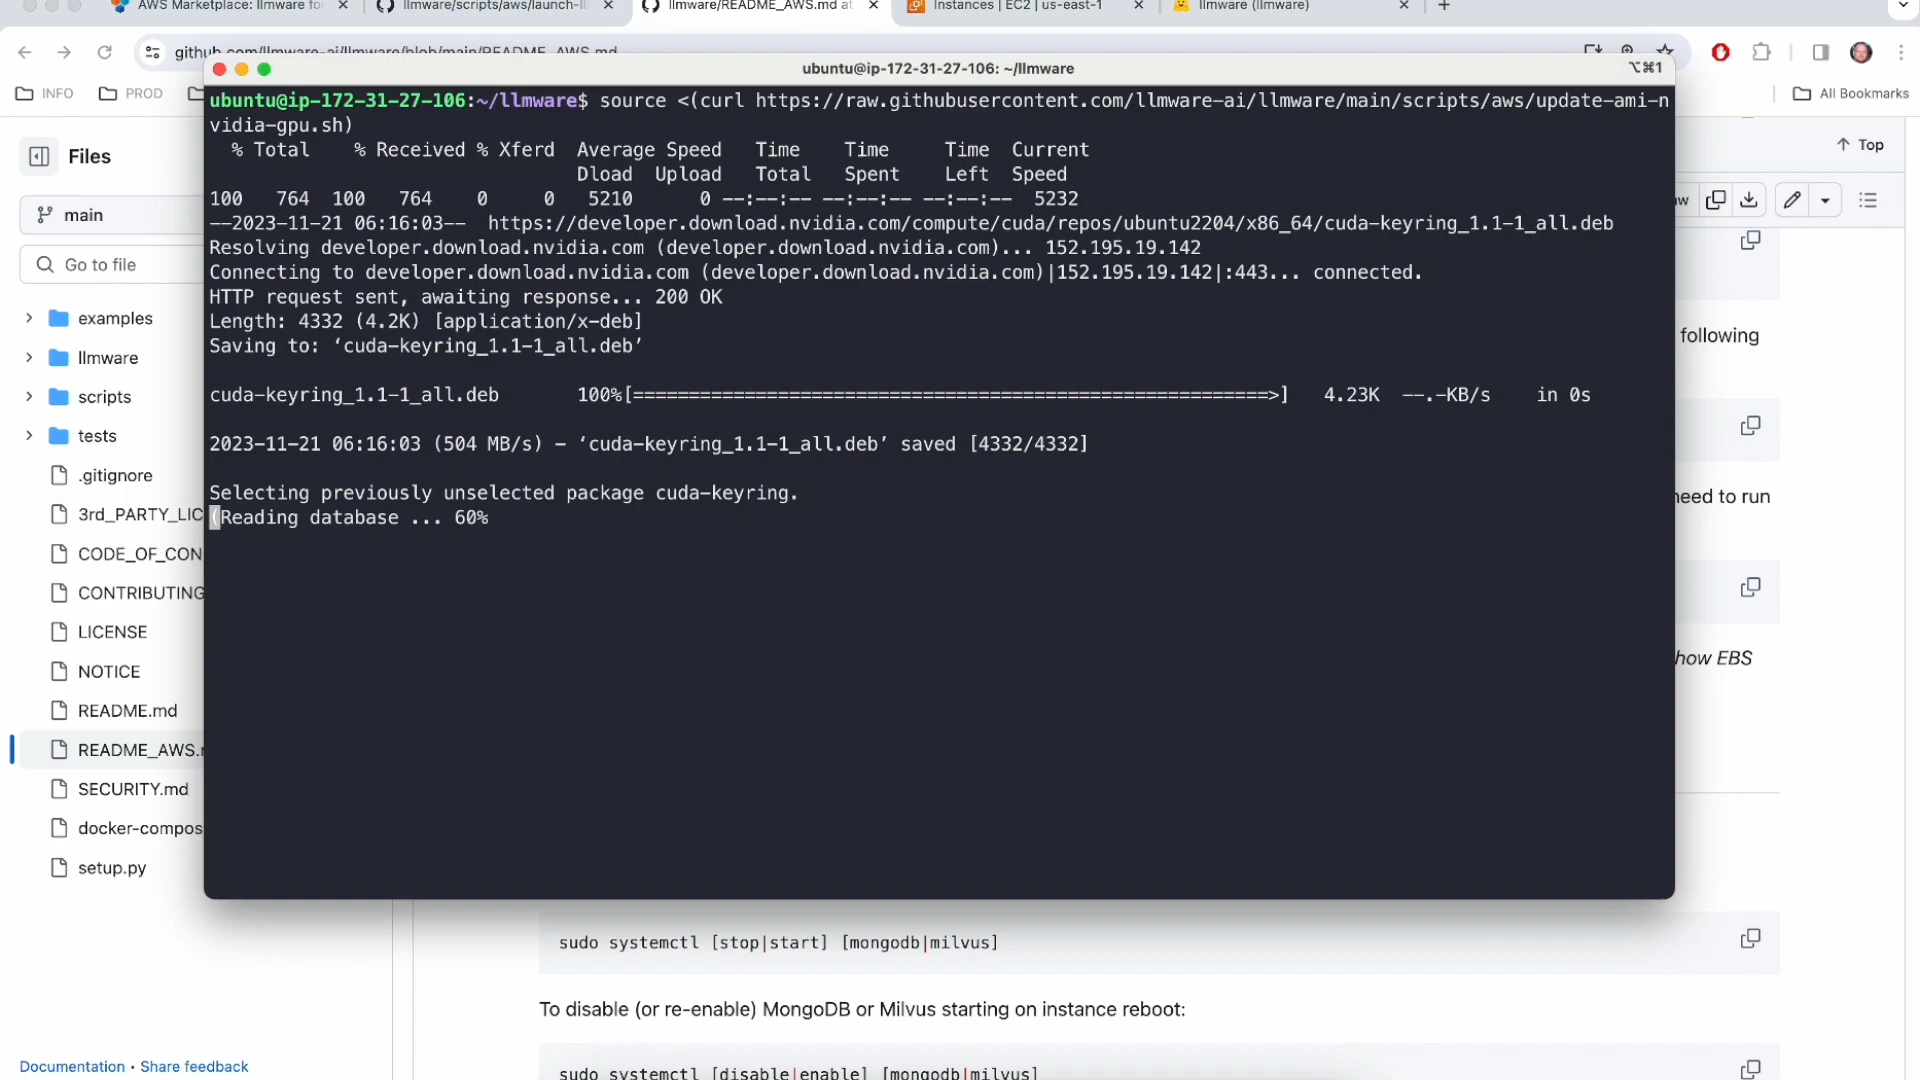 AWS Marketplace: llmware for
llmware/scripts/aws/launch-ll
llmware/README_AWS.md at
Instances | EC2 | us-east-1
llmware (llmware)
github.com/llmware-ai/llmware/blob/main/README_AWS.md
INFO
PROD
All Bookmarks
ubuntu@ip-172-31-27-106: ~/llmware
⌥⌘1
ubuntu@ip-172-31-27-106:~/llmware$ source <(curl https://raw.githubusercontent.com/llmware-ai/llmware/main/scripts/aws/update-ami-n
vidia-gpu.sh)
% Total    % Received % Xferd  Average Speed   Time    Time     Time  Current
Dload  Upload   Total   Spent    Left  Speed
100   764  100   764    0     0   5210      0 --:--:-- --:--:-- --:--:--  5232
--2023-11-21 06:16:03--  https://developer.download.nvidia.com/compute/cuda/repos/ubuntu2204/x86_64/cuda-keyring_1.1-1_all.deb
Resolving developer.download.nvidia.com (developer.download.nvidia.com)... 152.195.19.142
Connecting to developer.download.nvidia.com (developer.download.nvidia.com)|152.195.19.142|:443... connected.
HTTP request sent, awaiting response... 200 OK
Length: 4332 (4.2K) [application/x-deb]
Saving to: ‘cuda-keyring_1.1-1_all.deb’
cuda-keyring_1.1-1_all.deb       100%[=========================================================>]   4.23K  --.-KB/s    in 0s
2023-11-21 06:16:03 (504 MB/s) - ‘cuda-keyring_1.1-1_all.deb’ saved [4332/4332]
Selecting previously unselected package cuda-keyring.
(Reading database ... 60%
Files
main
Go to file
examples
llmware
scripts
tests
.gitignore
3rd_PARTY_LIC
CODE_OF_CON
CONTRIBUTING
LICENSE
NOTICE
README.md
README_AWS.
SECURITY.md
docker-compos
setup.py
Documentation • Share feedback
Top
following
need to run
how EBS
sudo systemctl [stop|start] [mongodb|milvus]
To disable (or re-enable) MongoDB or Milvus starting on instance reboot:
sudo systemctl [disable|enable] [mongodb|milvus]